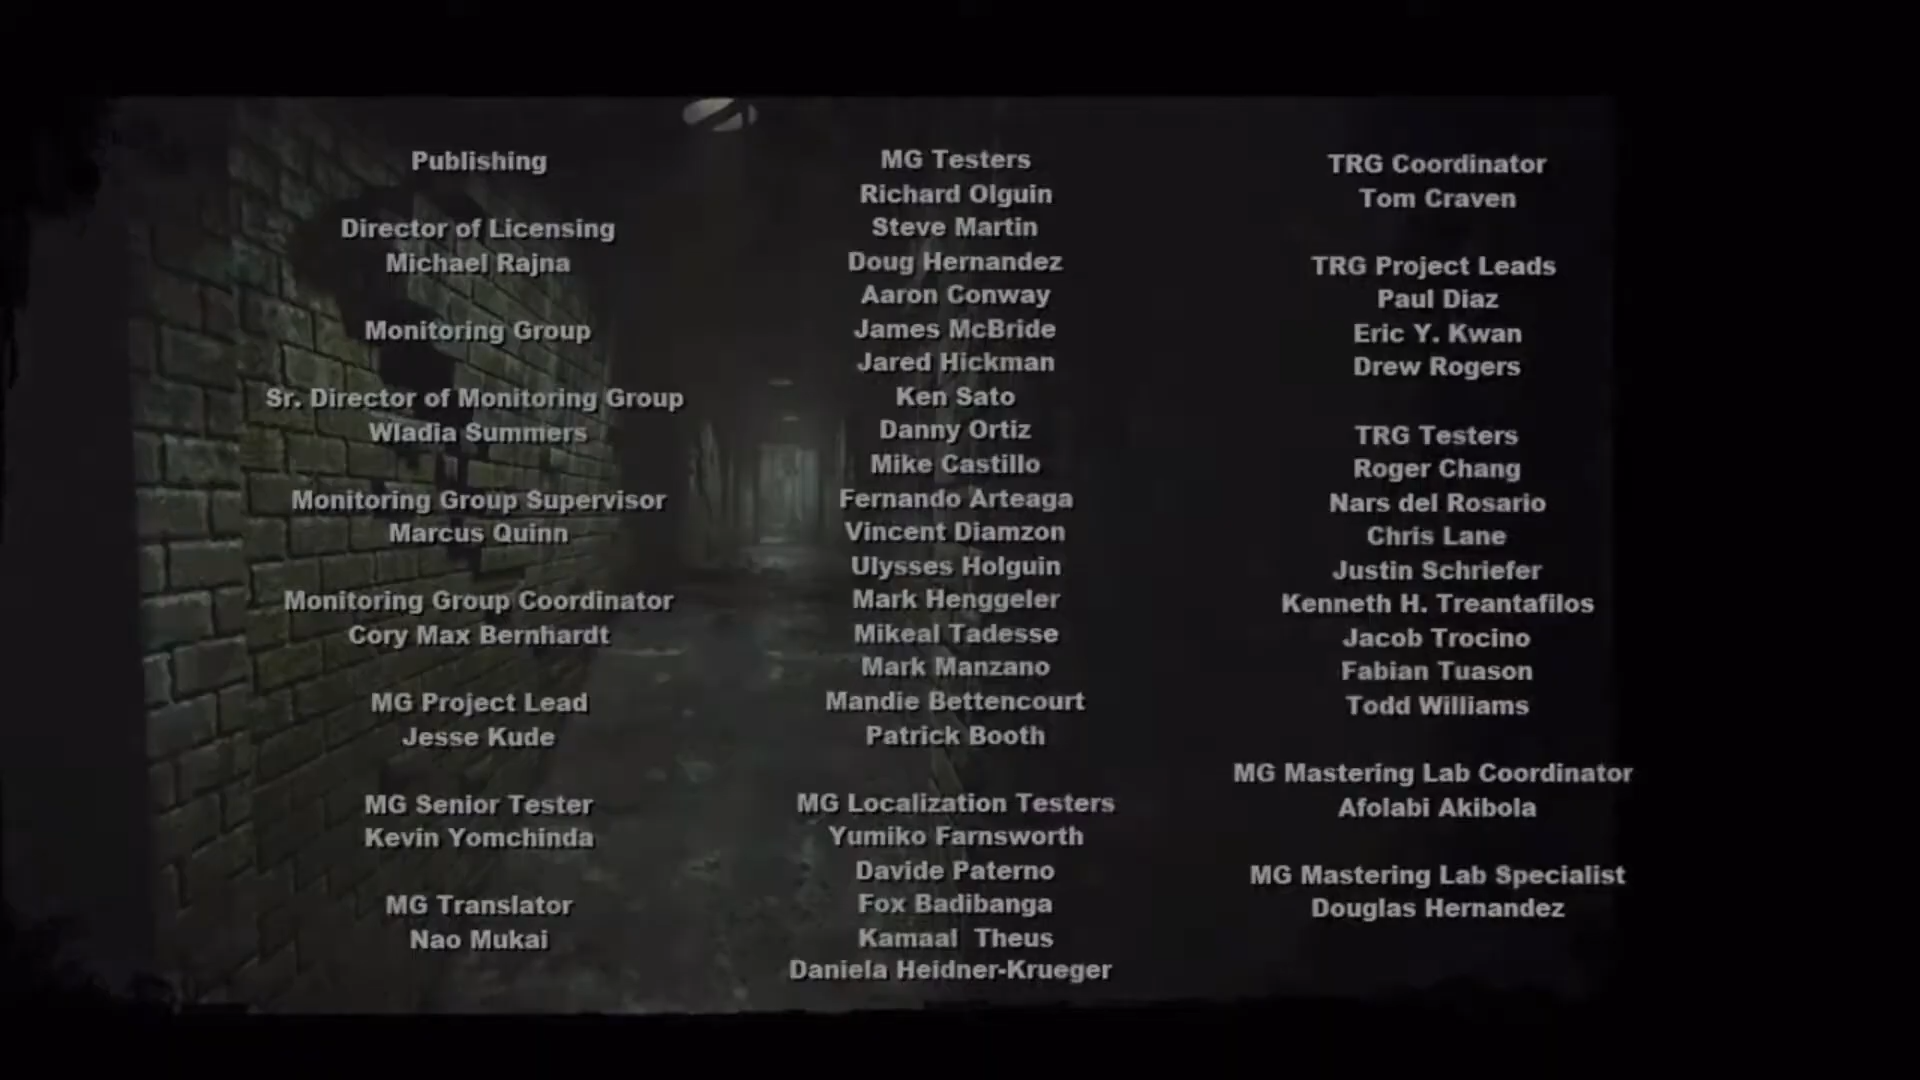 Publishing
Director of Licensing
Michael Rajna
Monitoring Group
Sr. Director of Monitoring Group
Wladia Summers
Monitoring Group Supervisor
Marcus Quinn
Monitoring Group Coordinator
Cory Max Bernhardt
MG Project Lead
Jesse Kude
MG Senior Tester
Kevin Yomchinda
MG Translator
Nao Mukai
MG Testers
Richard Olguin
Steve Martin
Doug Hernandez
Aaron Conway
James McBride
Jared Hickman
Ken Sato
Danny Ortiz
Mike Castillo
Fernando Arteaga
Vincent Diamzon
Ulysses Holguin
Mark Henggeler
Mikeal Tadesse
Mark Manzano
Mandie Bettencourt
Patrick Booth
MG Localization Testers
Yumiko Farnsworth
Davide Paterno
Fox Badibanga
Kamaal  Theus
Daniela Heidner-Krueger
TRG Coordinator
Tom Craven
TRG Project Leads
Paul Diaz
Eric Y. Kwan
Drew Rogers
TRG Testers
Roger Chang
Nars del Rosario
Chris Lane
Justin Schriefer
Kenneth H. Treantafilos
Jacob Trocino
Fabian Tuason
Todd Williams
MG Mastering Lab Coordinator
Afolabi Akibola
MG Mastering Lab Specialist
Douglas Hernandez